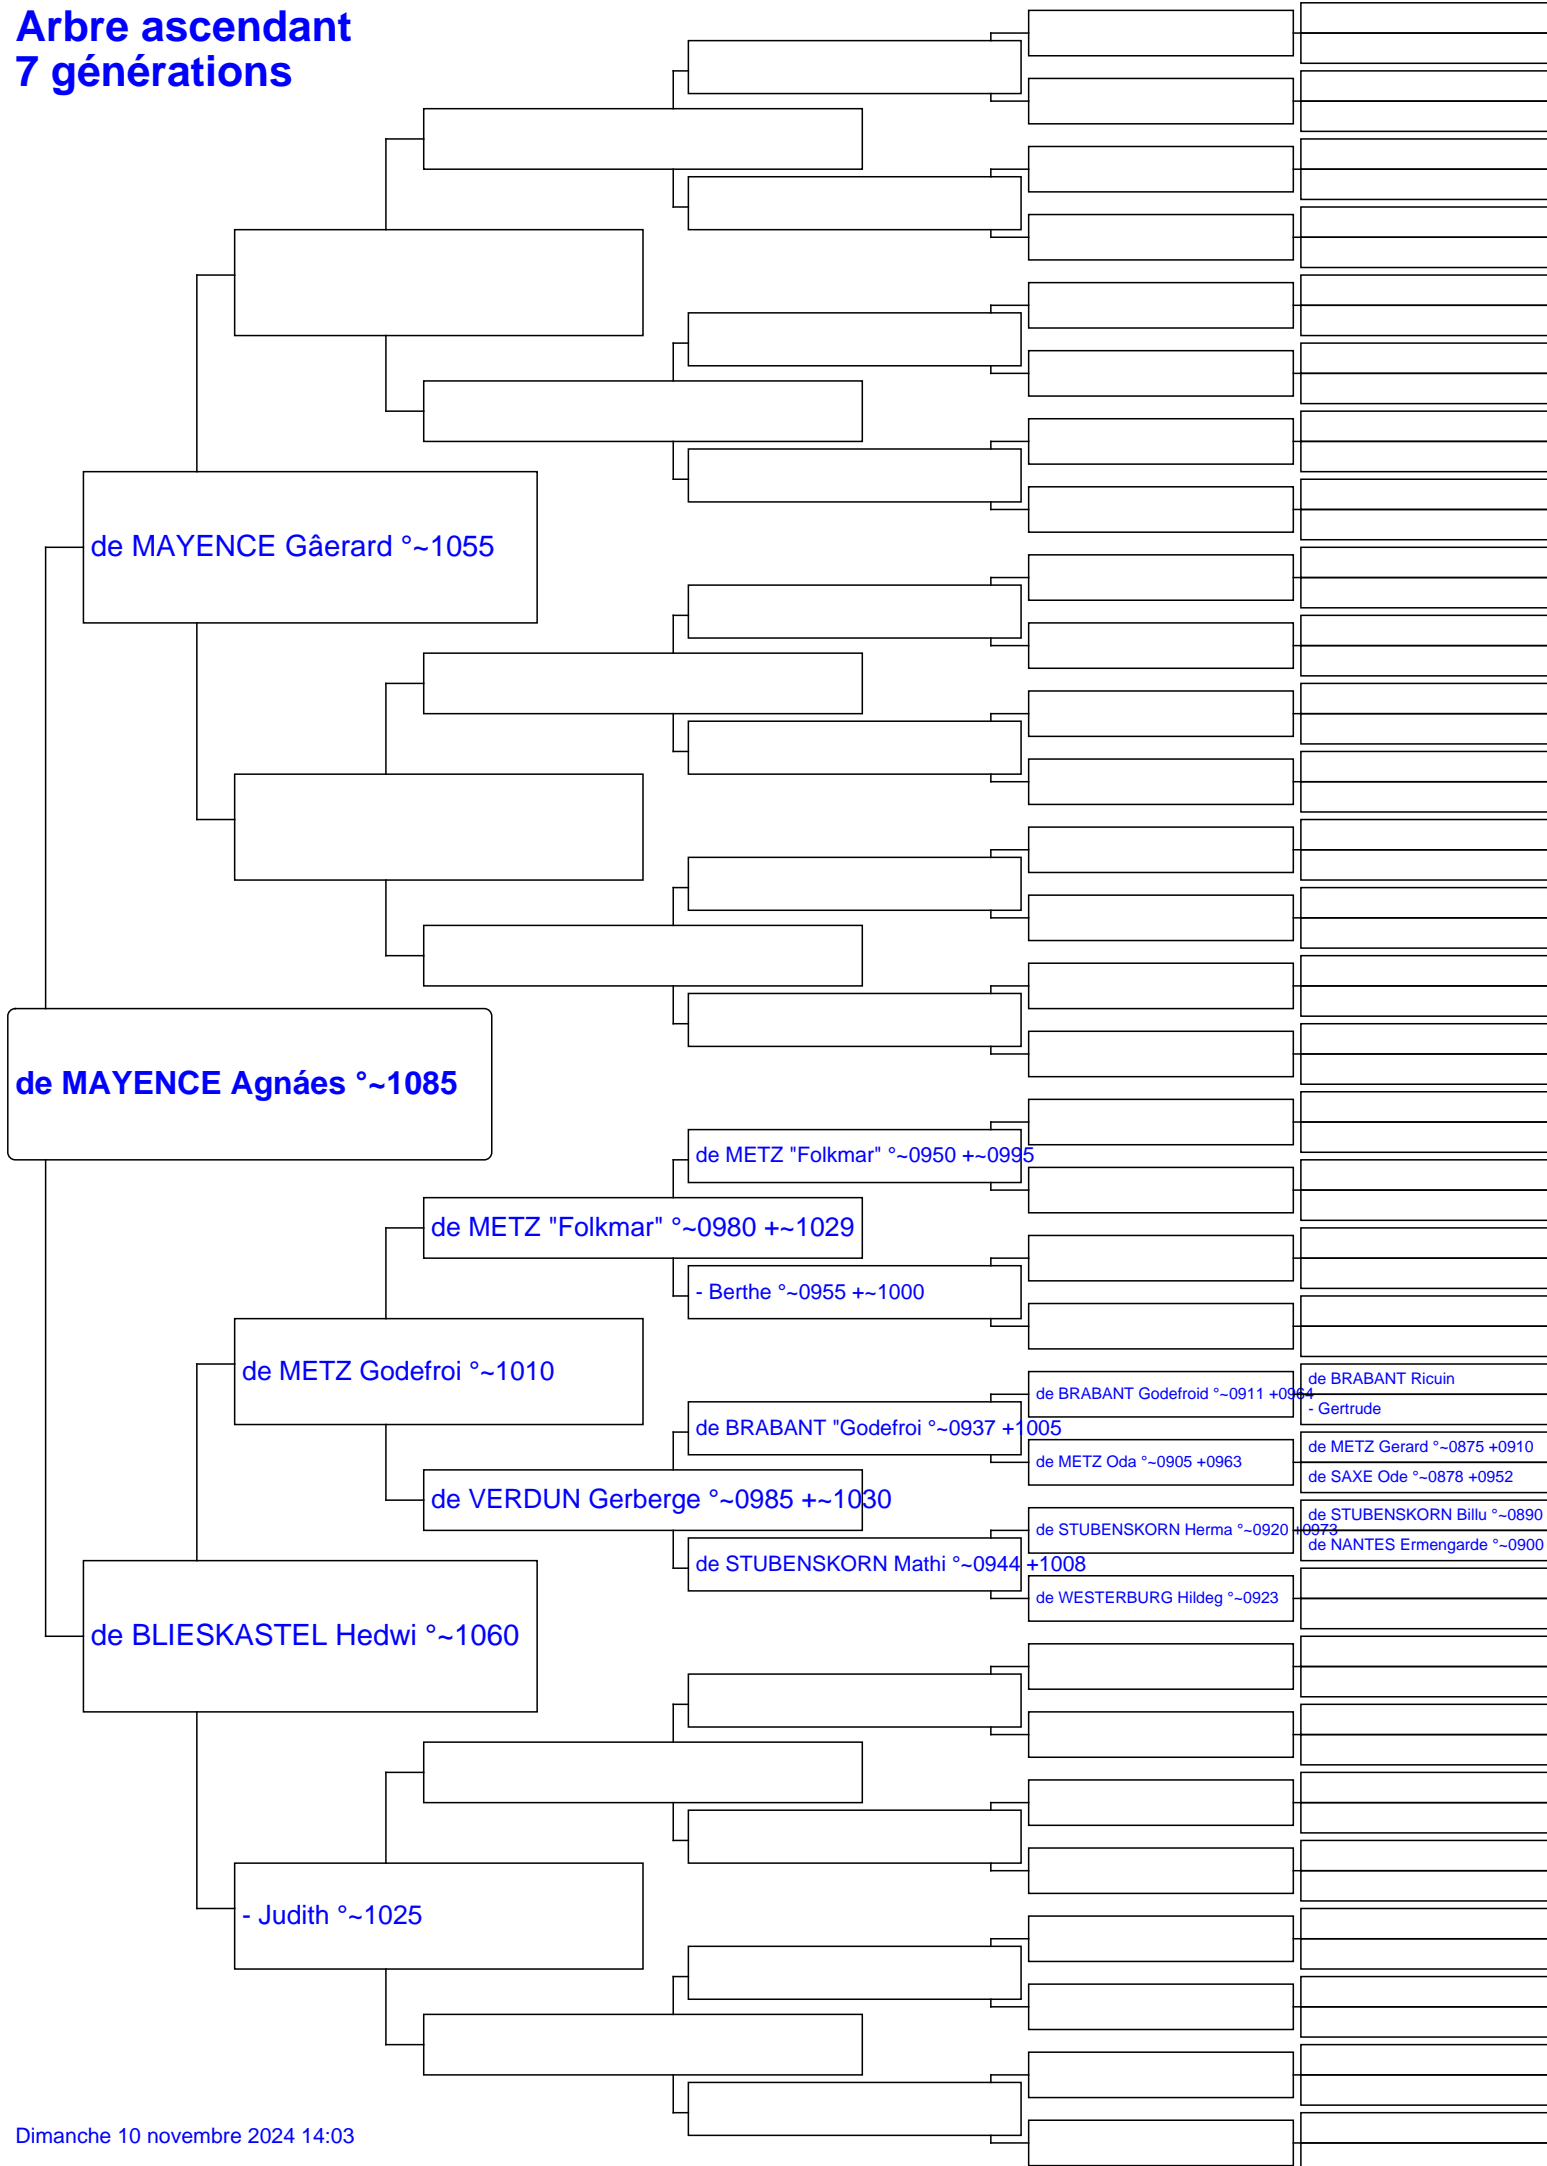 Arbre ascendant
7 générations
de MAYENCE Gâerard °~1055
de MAYENCE Agnáes °~1085
de METZ "Folkmar" °~0950 +~0995
de METZ "Folkmar" °~0980 +~1029
- Berthe °~0955 +~1000
de METZ Godefroi °~1010
de BRABANT Ricuin
de BRABANT Godefroid °~0911 +0964
- Gertrude
de BRABANT "Godefroi °~0937 +1005
de METZ Gerard °~0875 +0910
de METZ Oda °~0905 +0963
de SAXE Ode °~0878 +0952
de VERDUN Gerberge °~0985 +~1030
de STUBENSKORN Billu °~0890
de STUBENSKORN Herma °~0920 +0973
de NANTES Ermengarde °~0900
de STUBENSKORN Mathi °~0944 +1008
de WESTERBURG Hildeg °~0923
de BLIESKASTEL Hedwi °~1060
- Judith °~1025
Dimanche 10 novembre 2024 14:03